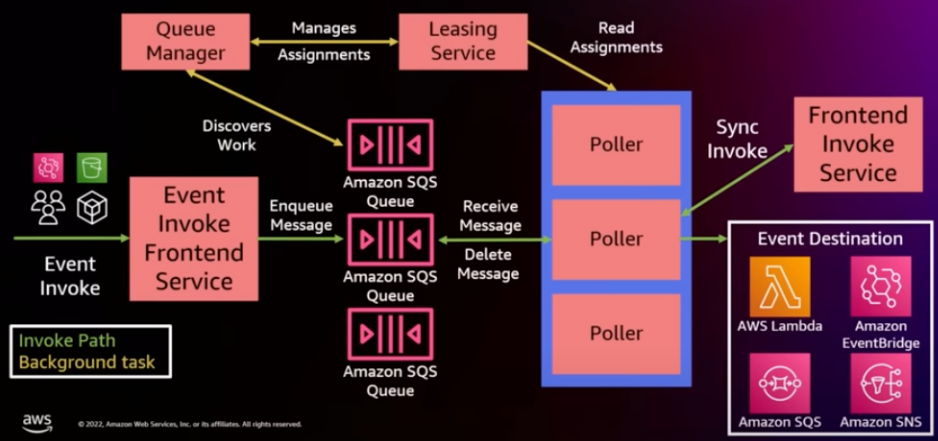 Queue
Manager
Manages
Assignments
Leasing
Service
Read
Assignments
Discovers
Work
Amazon SQS
Queue
Poller
Sync
Invoke
Frontend
Invoke
Service
Event
Invoke
Event
Invoke
Frontend
Service
Enqueue
Message
Amazon SQS
Queue
Receive
Message
Delete
Message
Poller
Event Destination
AWS Lambda
Amazon
EventBridge
Amazon SQS
Amazon SNS
Amazon SQS
Queue
Poller
Invoke Path
Background task
aws
© 2022, Amazon Web Services, Inc. or its affiliates. All rights reserved.